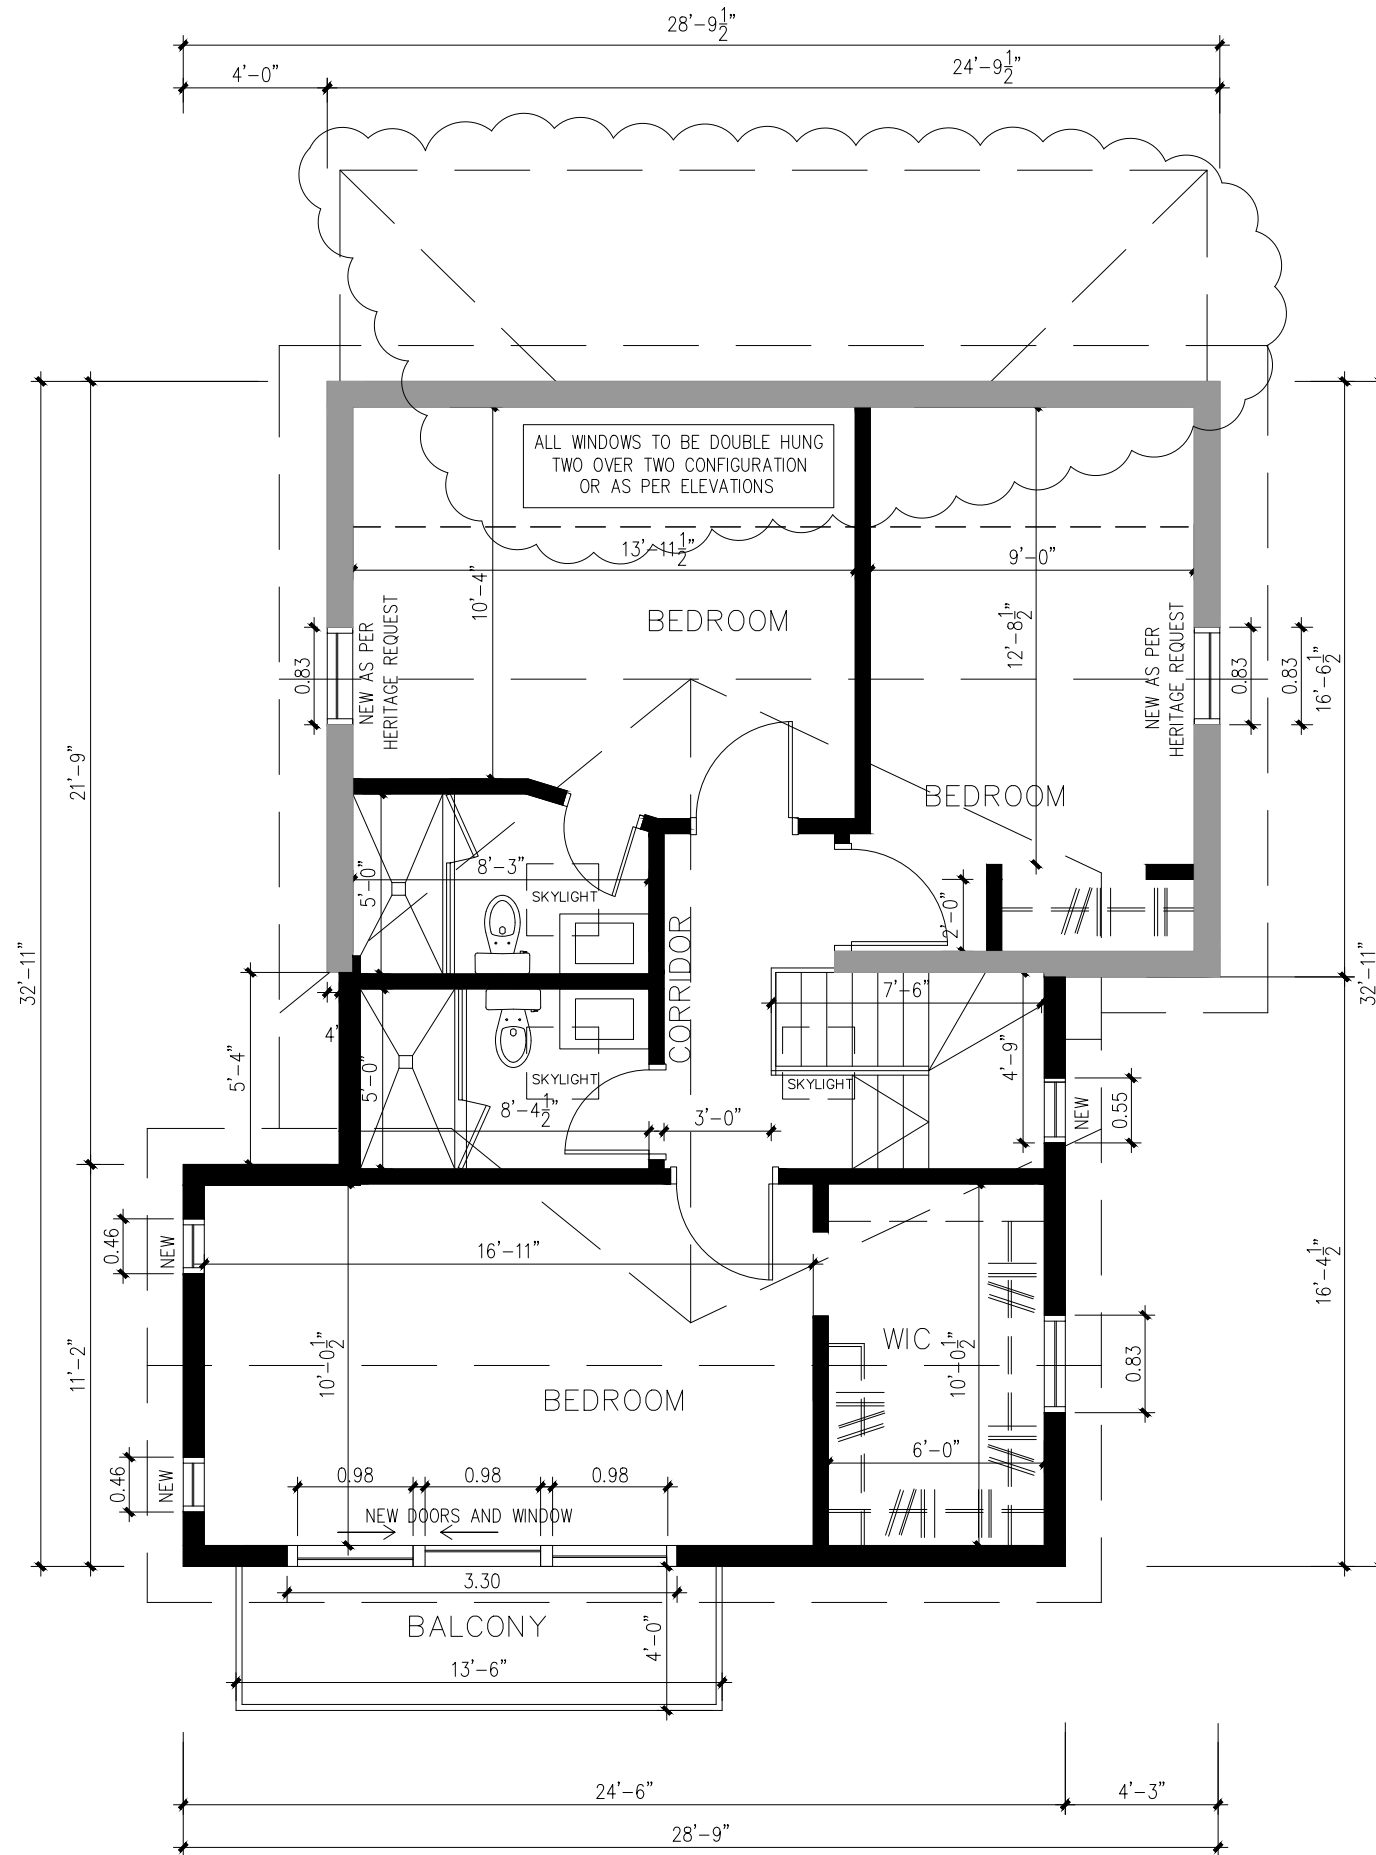 28'-9½"
4'-0"
24'-9½"
ALL WINDOWS TO BE DOUBLE HUNG
TWO OVER TWO CONFIGURATION
OR AS PER ELEVATIONS
13'-11½"
9'-0"
10'-4"
12'-8½"
BEDROOM
NEW AS PER
HERITAGE REQUEST
0.83
NEW AS PER
HERITAGE REQUEST
0.83
0.83
16'-6½"
21'-9"
BEDROOM
8'-3"
5'-0"
SKYLIGHT
2'-0"
CORRIDOR
32'-11"
32'-11"
7'-6"
4'
5'-4"
5'-0"
SKYLIGHT
SKYLIGHT
4'-9"
NEW
0.55
8'-4½"
3'-0"
0.46
NEW
16'-11"
16'-4½"
10'-0½"
WIC
10'-0½"
0.83
11'-2"
BEDROOM
6'-0"
0.46
NEW
0.98
0.98
0.98
NEW DOORS AND WINDOW
3.30
BALCONY
4'-0"
13'-6"
24'-6"
4'-3"
28'-9"